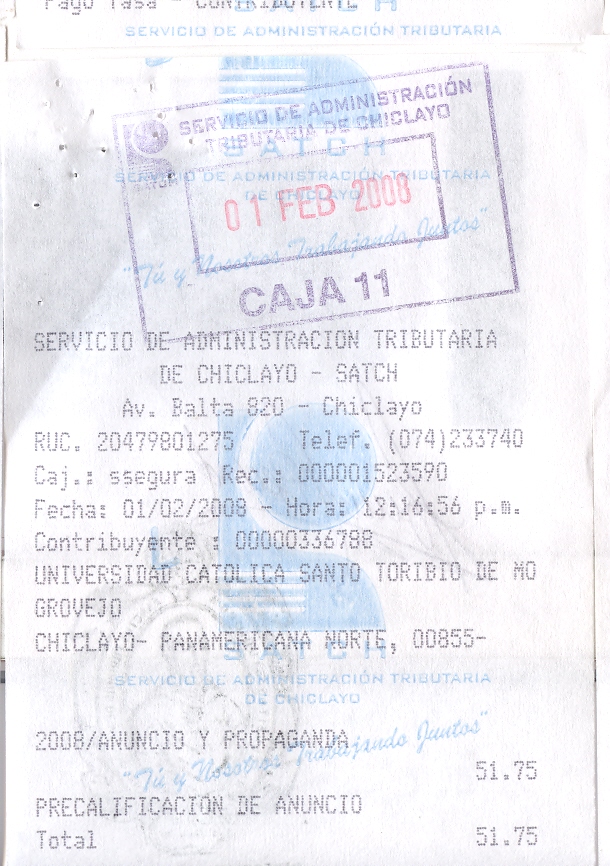 Pago Tasa - CONTRIBUYENTE
SERVICIO DE ADMINISTRACIÓN TRIBUTARIA
SERVICIO DE ADMINISTRACIÓN
TRIBUTARIA DE CHICLAYO
SATCH
SERVICIO DE ADMINISTRACIÓN TRIBUTARIA
DE CHICLAYO
01 FEB 2008
"Tú y Nosotros Trabajando Juntos"
CAJA 11
SERVICIO DE ADMINISTRACION TRIBUTARIA
DE CHICLAYO - SATCH
Av. Balta 820 - Chiclayo
RUC. 20479801275 Telef. (074)233740
Caj.: ssegura Rec.: 000001523590
Fecha: 01/02/2008 - Hora: 12:16:56 p.m.
Contribuyente : 00000336788
UNIVERSIDAD CATOLICA SANTO TORIBIO DE MO
GROVEJO
CHICLAYO- PANAMERICANA NORTE, 00855-
SATCH
SERVICIO DE ADMINISTRACIÓN TRIBUTARIA
DE CHICLAYO
2008/ANUNCIO Y PROPAGANDA
"Tú y Nosotros Trabajando Juntos"
51.75
PRECALIFICACION DE ANUNCIO
Total 51.75